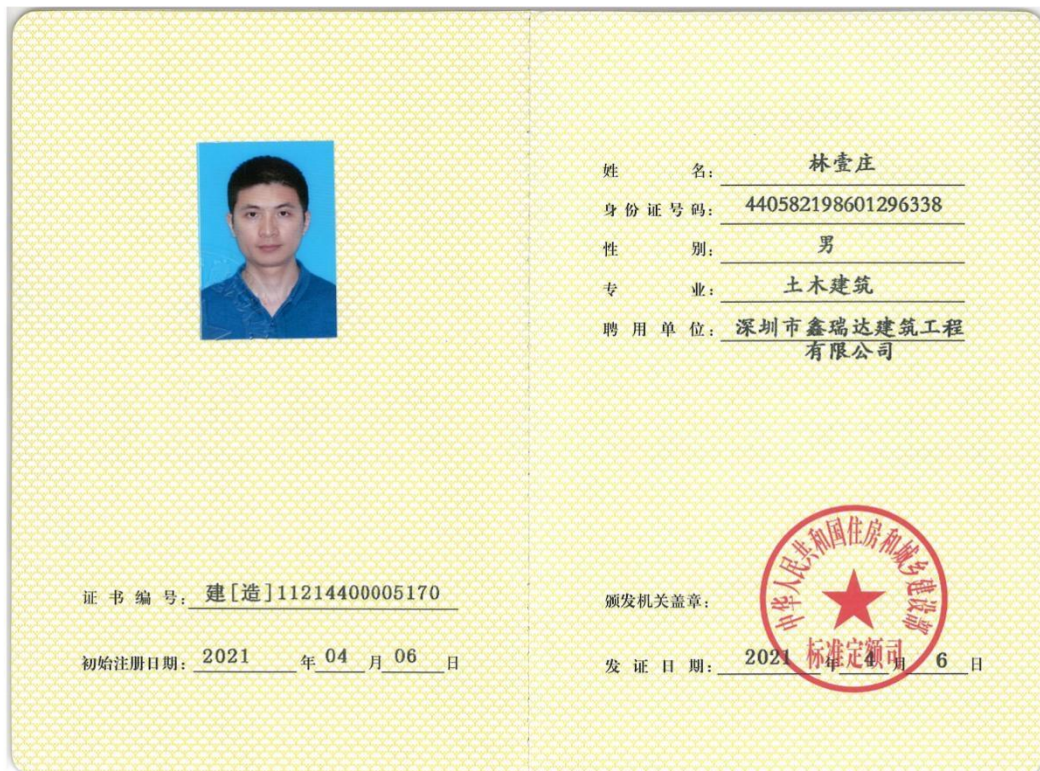 证书编号: 建[造]11214400005170
初始注册日期: 2021 年 04 月 06 日
姓名: 林壹庄
身份证号码: 440582198601296338
性别: 男
专业: 土木建筑
聘用单位: 深圳市鑫瑞达建筑工程
有限公司
颁发机关盖章:
中华人民共和国住房和城乡建设部
标准定额司
发证日期: 2021 年 4 月 6 日